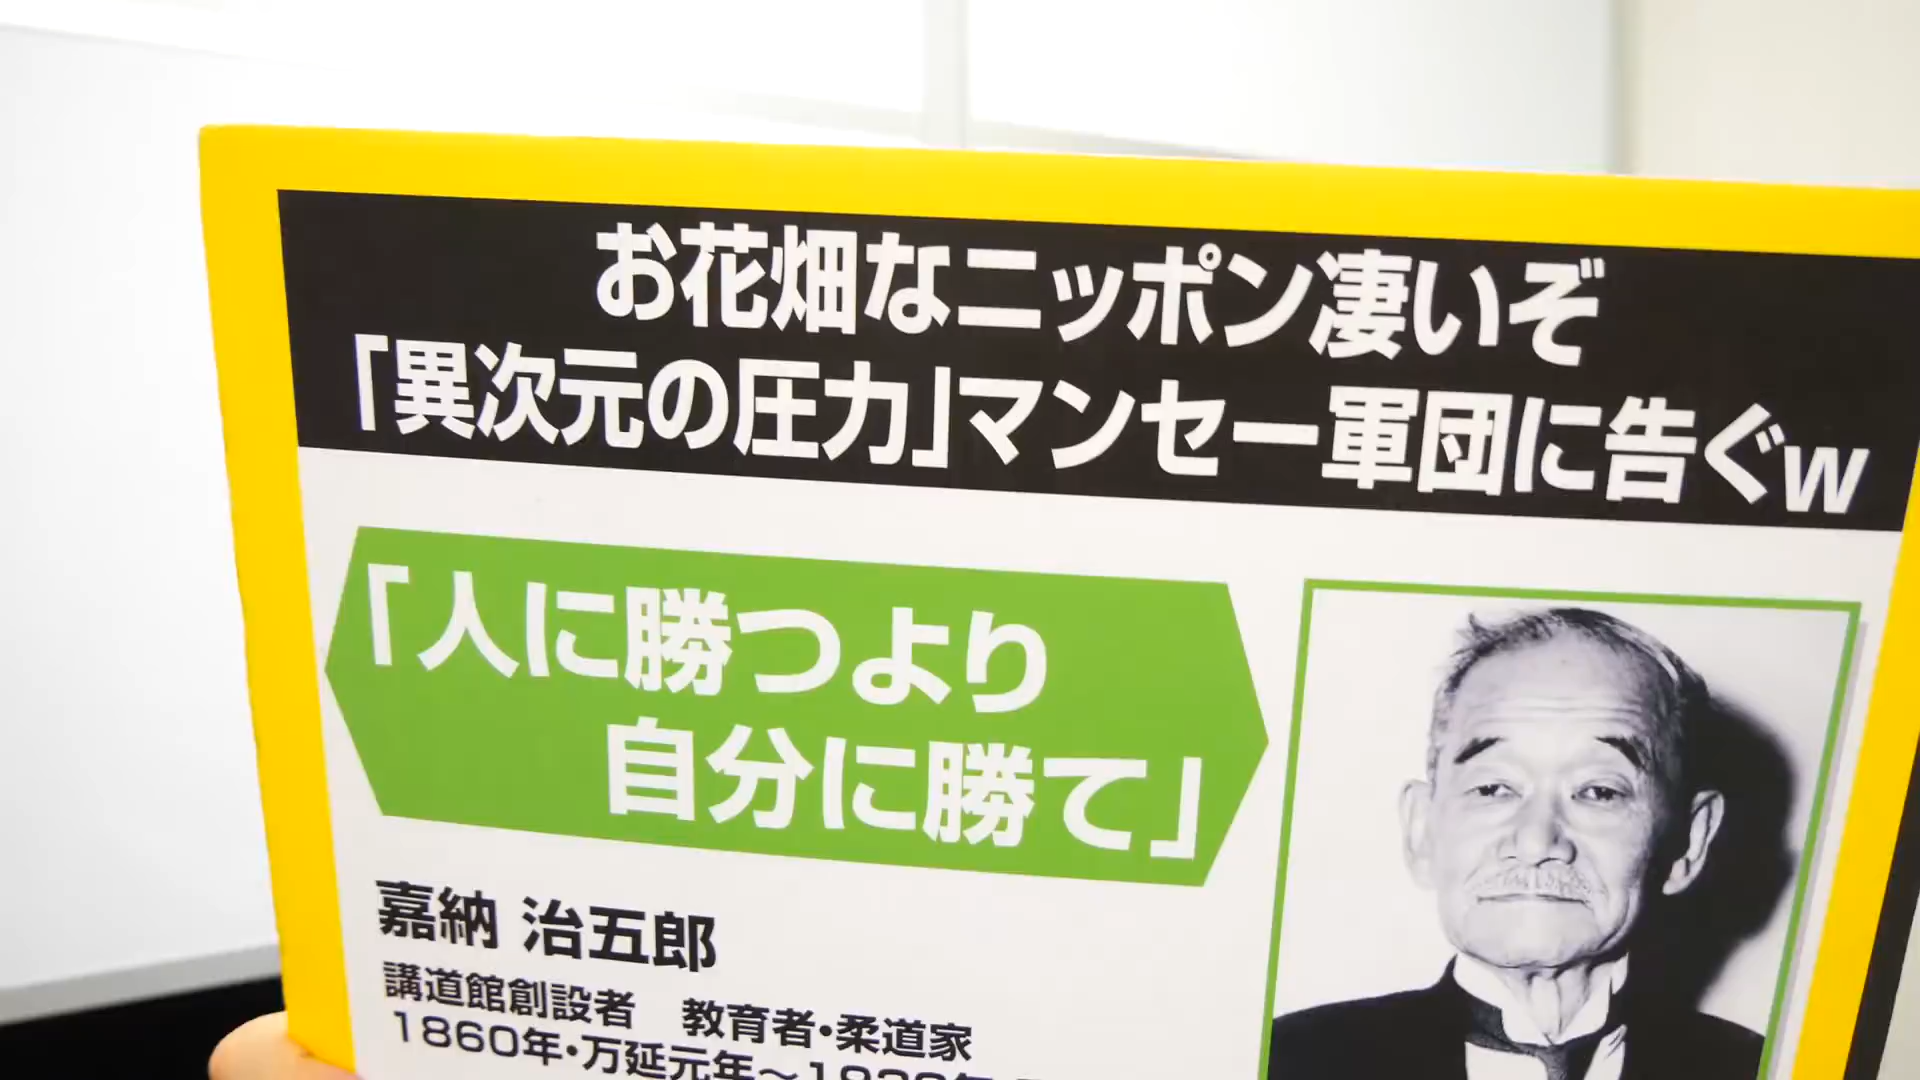 お花畑なニッポン凄いぞ
「異次元の圧力」マンセー軍団に告ぐw
「人に勝つより
自分に勝て」
嘉納 治五郎
講道館創設者　教育者・柔道家
1860年・万延元年〜